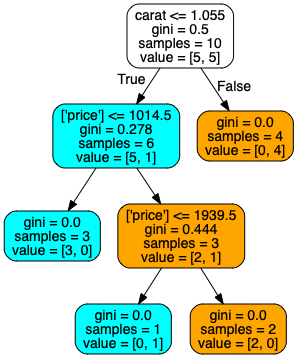 carat <= 1.055
gini = 0.5
samples = 10
value = [5, 5]
True
False
['price'] <= 1014.5
gini = 0.278
samples = 6
value = [5, 1]
gini = 0.0
samples = 4
value = [0, 4]
gini = 0.0
samples = 3
value = [3, 0]
['price'] <= 1939.5
gini = 0.444
samples = 3
value = [2, 1]
gini = 0.0
samples = 1
value = [0, 1]
gini = 0.0
samples = 2
value = [2, 0]